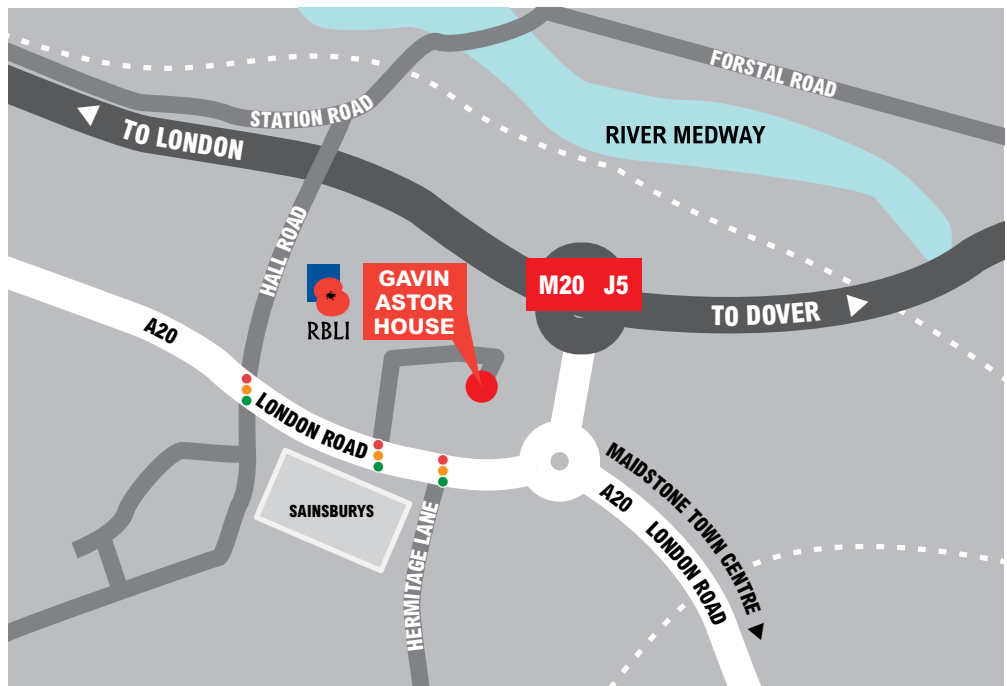 FORSTAL ROAD
STATION ROAD
RIVER MEDWAY
TO LONDON
HALL ROAD
GAVIN
ASTOR
HOUSE
M20 J5
RBLI
TO DOVER
A20
LONDON ROAD
MAIDSTONE TOWN CENTRE
A20 LONDON ROAD
SAINSBURYS
HERMITAGE LANE